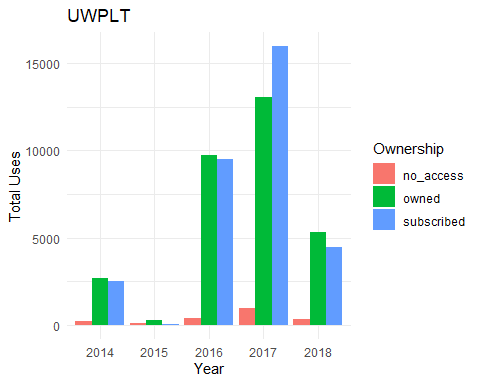 UWPLT
Total Uses
15000
10000
5000
0
2014 2015 2016 2017 2018
Year
Ownership
no_access
owned
subscribed